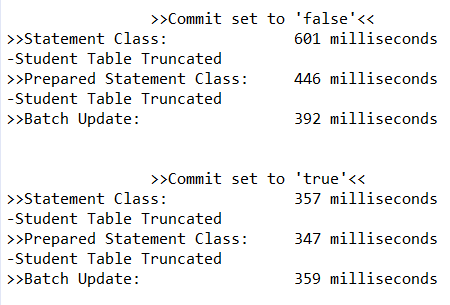 >>Commit set to 'false'<<
>>Statement Class: 601 milliseconds
-Student Table Truncated
>>Prepared Statement Class: 446 milliseconds
-Student Table Truncated
>>Batch Update: 392 milliseconds
>>Commit set to 'true'<<
>>Statement Class: 357 milliseconds
-Student Table Truncated
>>Prepared Statement Class: 347 milliseconds
-Student Table Truncated
>>Batch Update: 359 milliseconds